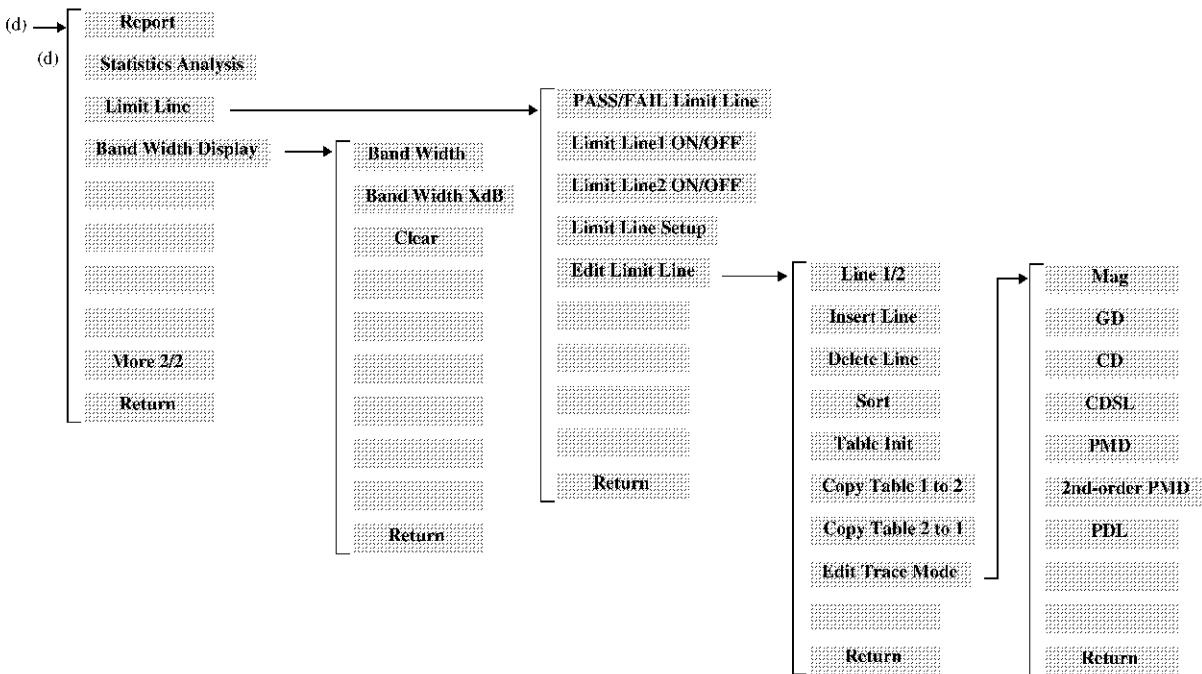 (d)
(d)
Report
Statistics Analysis
Limit Line
Band Width Display
More 2/2
Return
Band Width
Band Width XdB
Clear
Return
PASS/FAIL Limit Line
Limit Line1 ON/OFF
Limit Line2 ON/OFF
Limit Line Setup
Edit Limit Line
Return
Line 1/2
Insert Line
Delete Line
Sort
Table Init
Copy Table 1 to 2
Copy Table 2 to 1
Edit Trace Mode
Return
Mag
GD
CD
CDSL
PMD
2nd-order PMD
PDL
Return